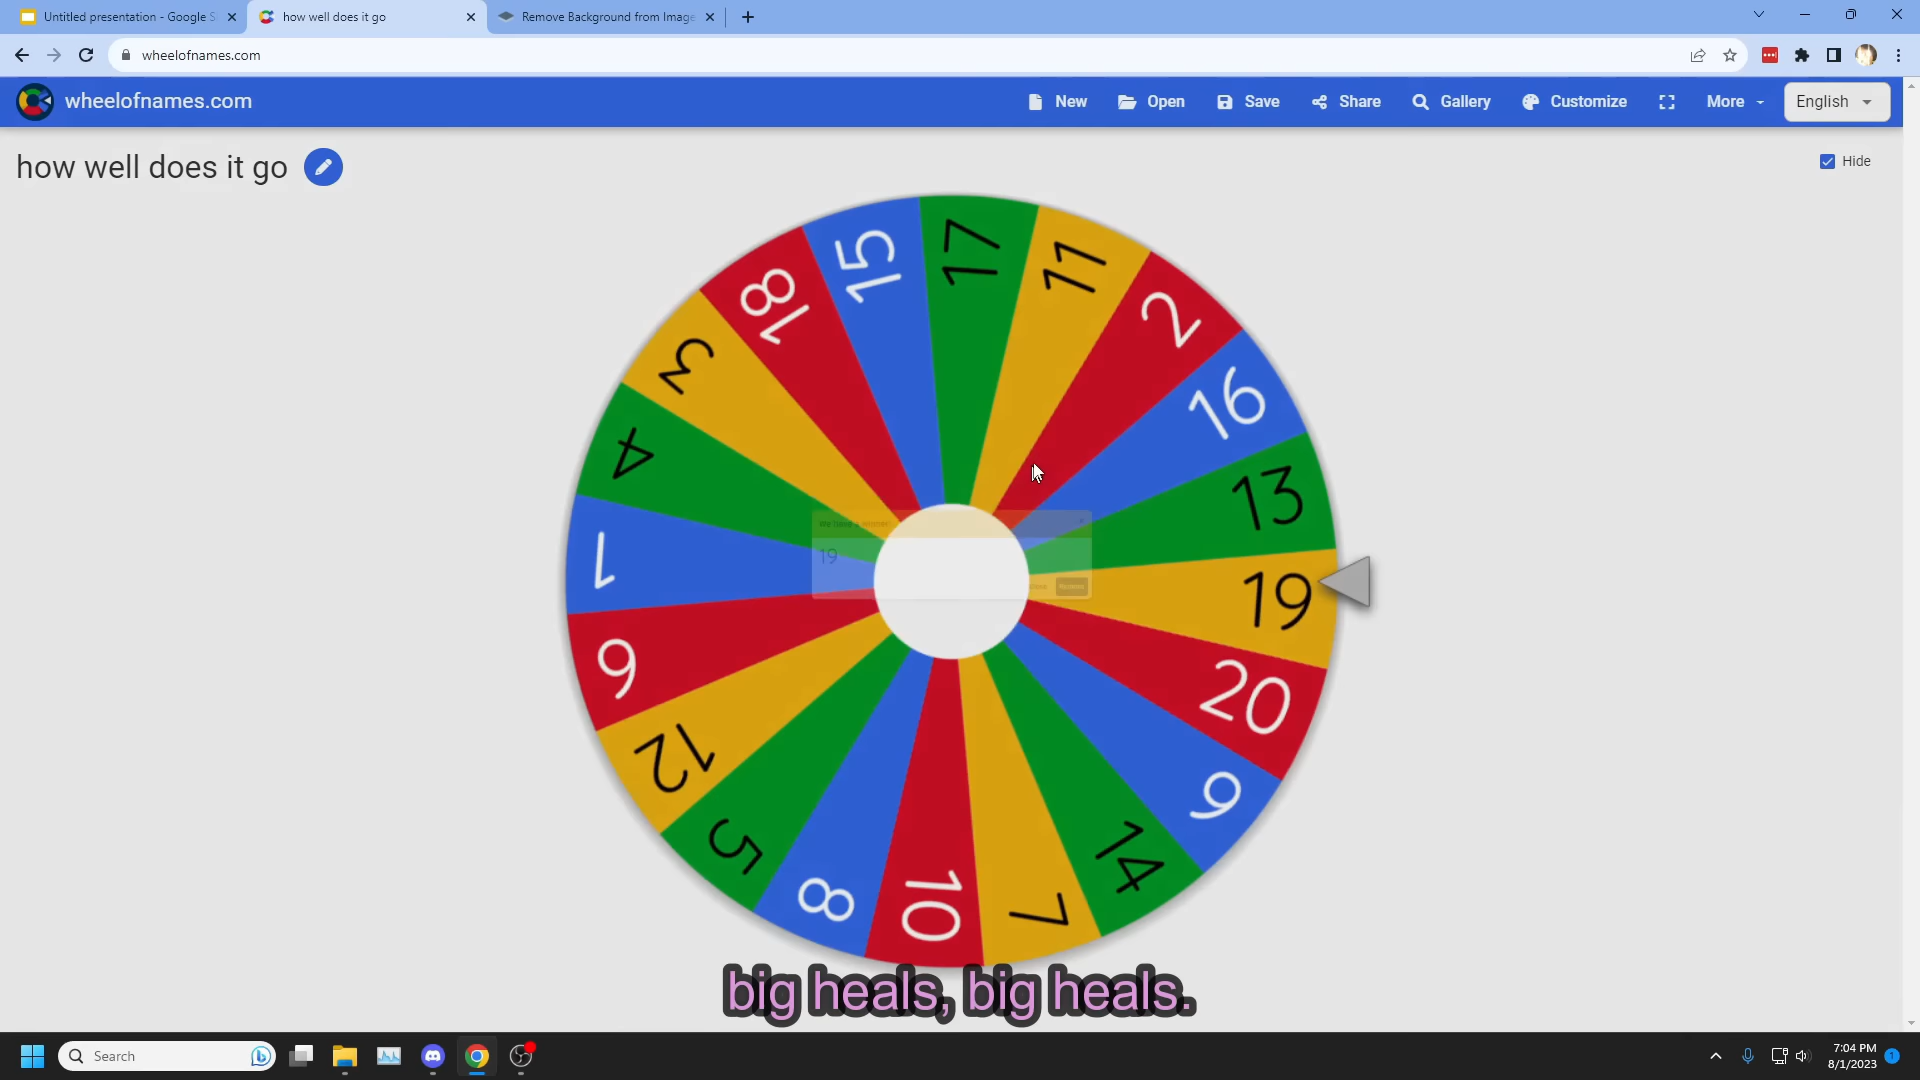 Untitled presentation - Google S
how well does it go
Remove Background from Image
wheelofnames.com
wheelofnames.com
New
Open
Save
Share
Gallery
Customize
More
English
how well does it go
Hide
17
11
2
16
13
19
20
9
14
7
10
8
5
12
6
1
4
3
18
15
19
big heals, big heals.
Search
7:04 PM
8/1/2023
1